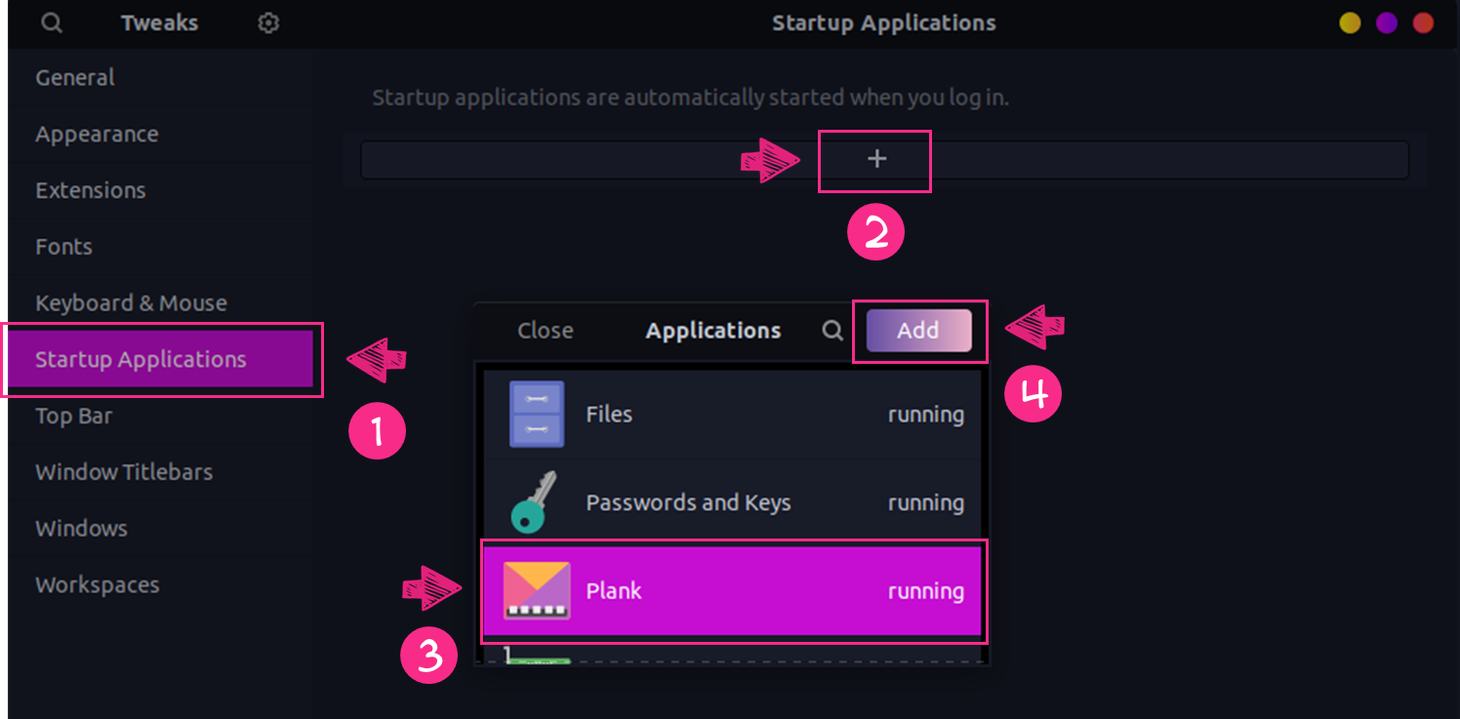 Tweaks
Startup Applications
General
Appearance
Extensions
Fonts
Keyboard & Mouse
Startup Applications
Top Bar
Window Titlebars
Windows
Workspaces
1
Startup applications are automatically started when you log in.
+
2
Close
Applications
Add
4
Files
running
Passwords and Keys
running
Plank
running
3